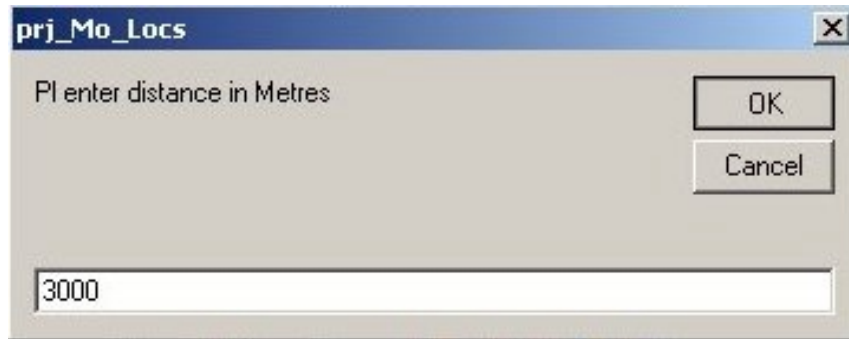 prj_Mo_Locs
Pl enter distance in Metres
OK
Cancel
3000